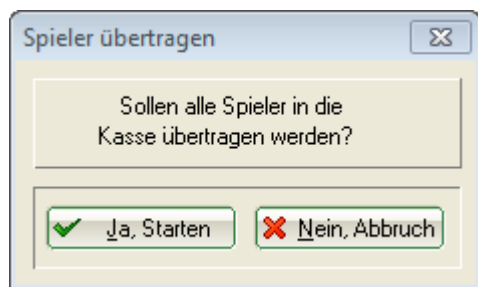 Spieler übertragen
Sollen alle Spieler in die
Kasse übertragen werden?
Ja, Starten
Nein, Abbruch